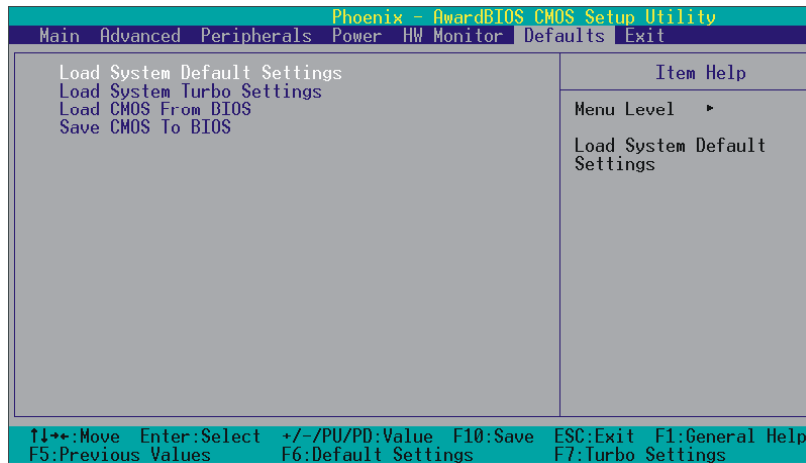 Phoenix - AwardBIOS CMOS Setup Utility
Main Advanced Peripherals Power HW Monitor Defaults Exit
Load System Default Settings
Load System Turbo Settings
Load CMOS From BIOS
Save CMOS To BIOS
Item Help
Menu Level ►
Load System Default
Settings
↑↓→←:Move Enter:Select +/-/PU/PD:Value F10:Save ESC:Exit F1:General Help
F5:Previous Values F6:Default Settings F7:Turbo Settings